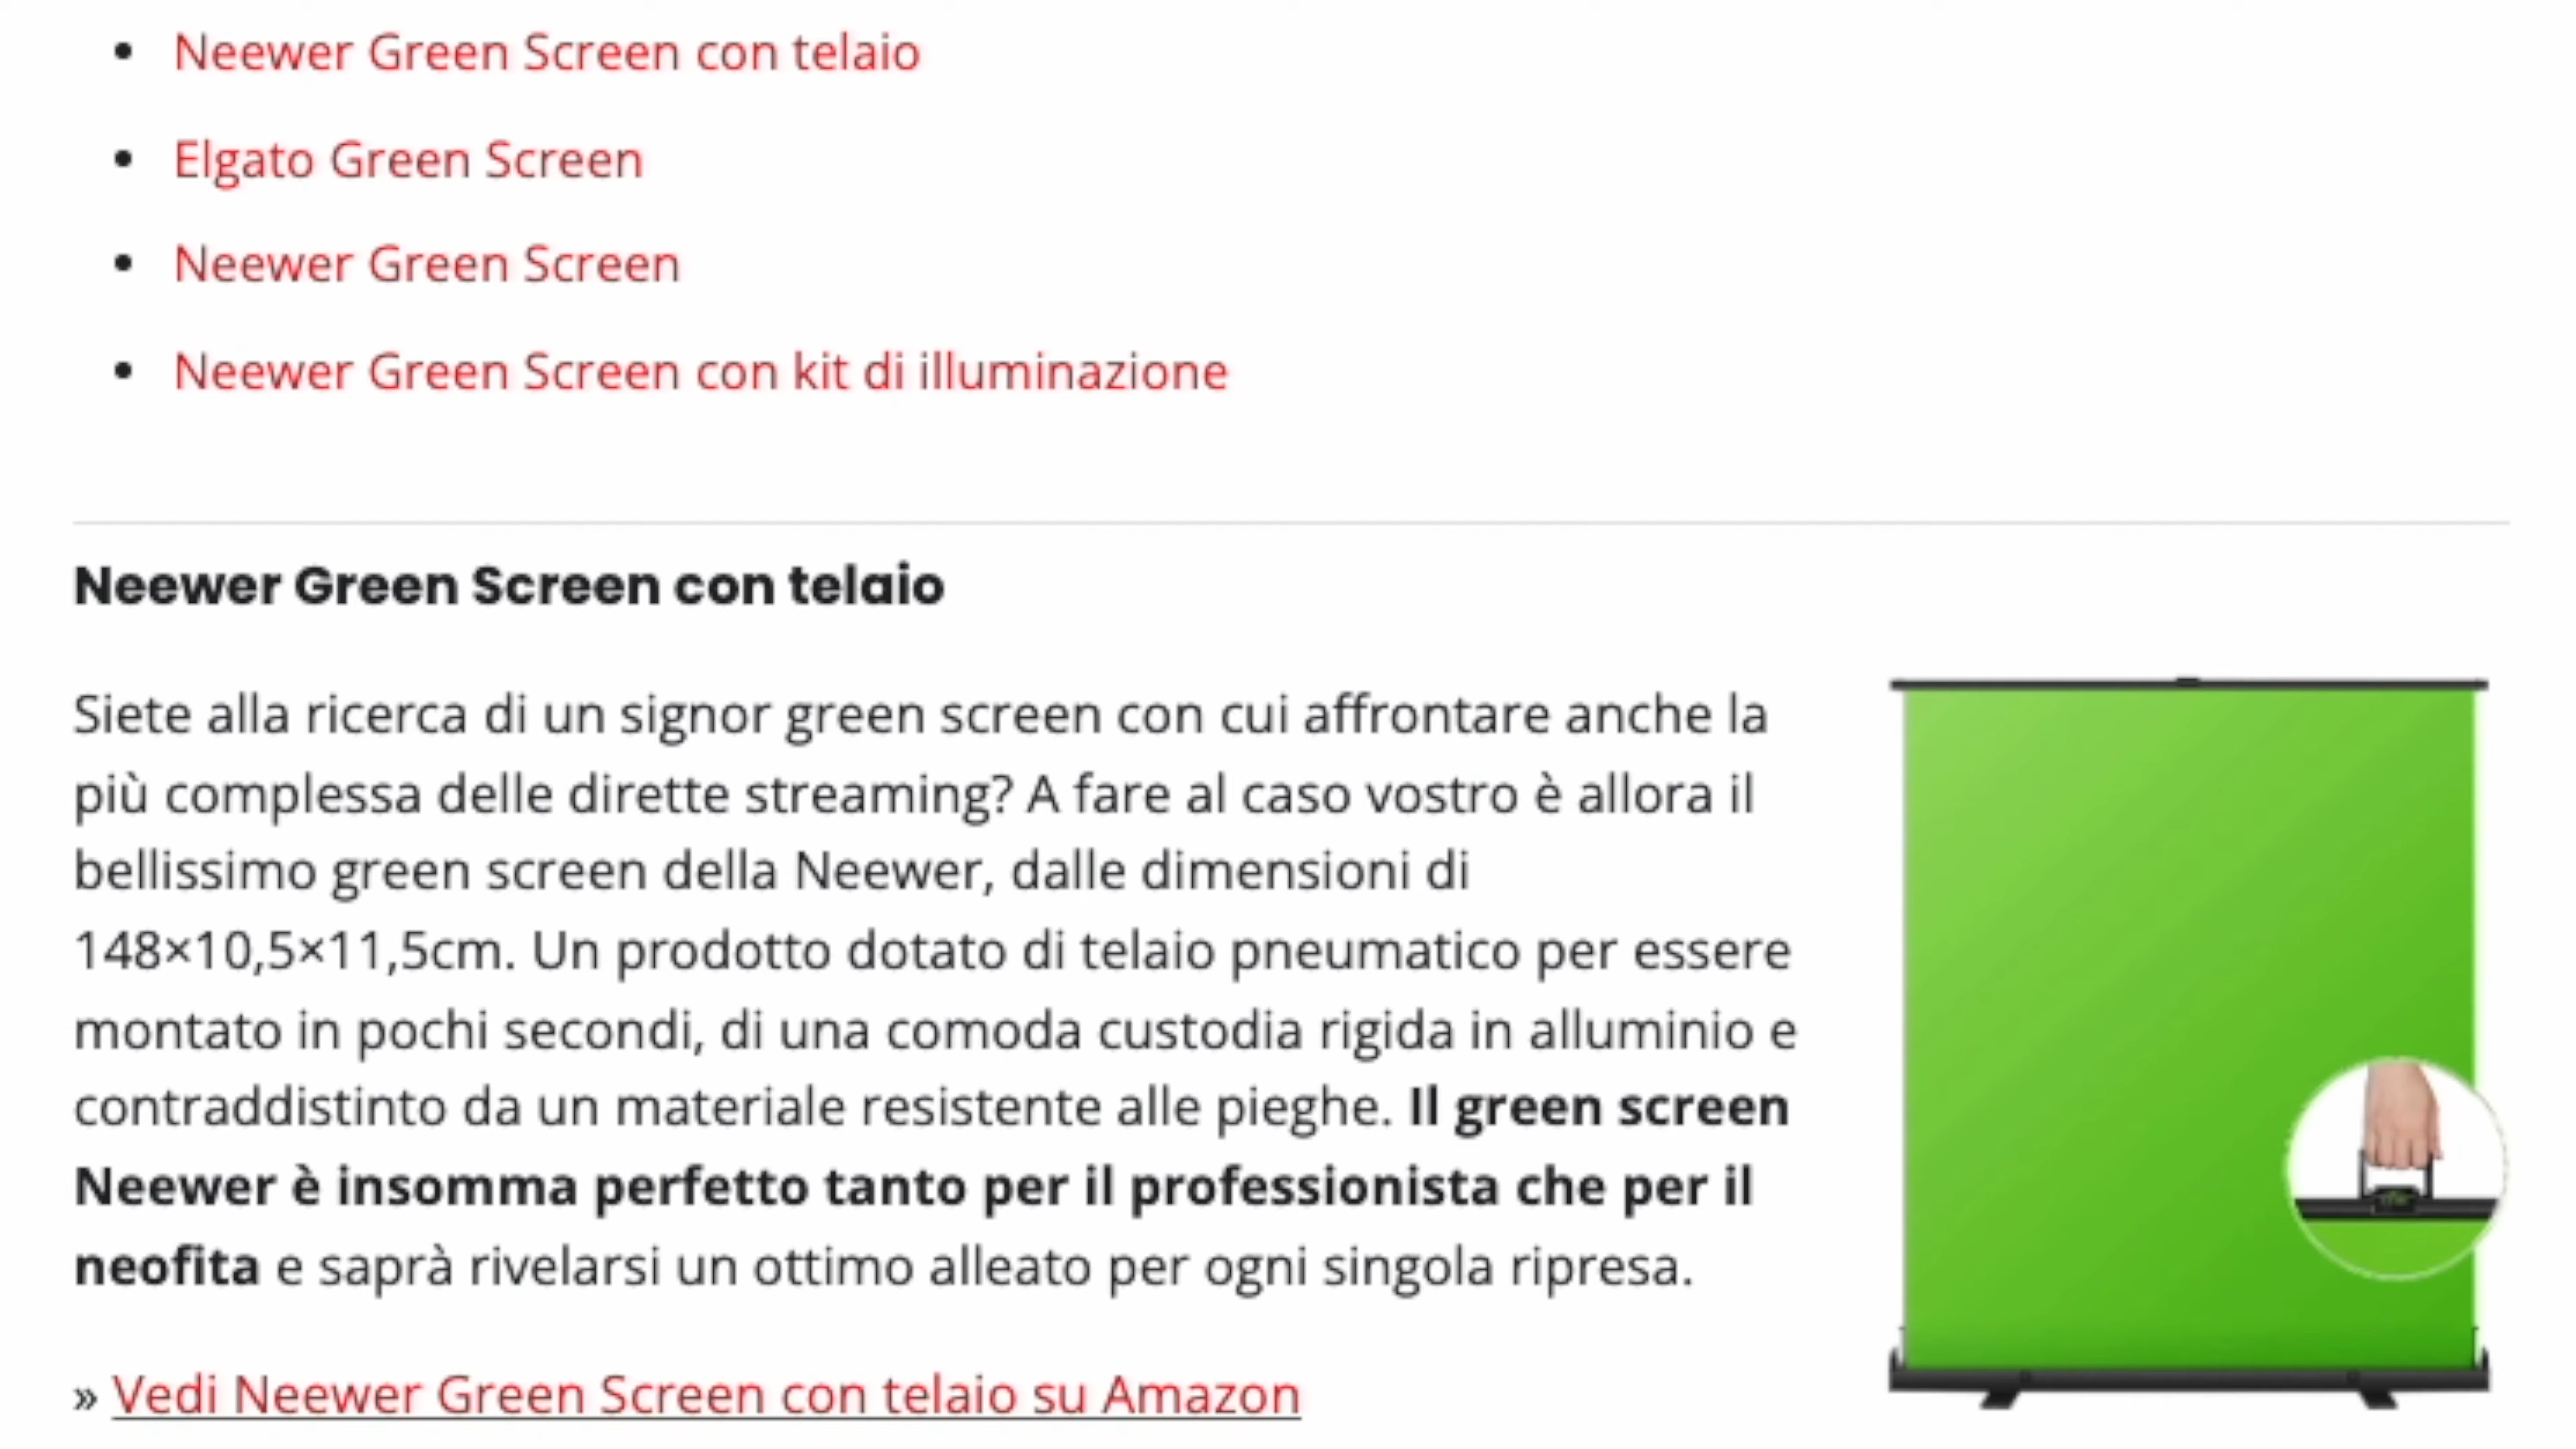 • Neewer Green Screen con telaio
• Elgato Green Screen
• Neewer Green Screen
• Neewer Green Screen con kit di illuminazione
Neewer Green Screen con telaio
Siete alla ricerca di un signor green screen con cui affrontare anche la
più complessa delle dirette streaming? A fare al caso vostro è allora il
bellissimo green screen della Neewer, dalle dimensioni di
148×10,5×11,5cm. Un prodotto dotato di telaio pneumatico per essere
montato in pochi secondi, di una comoda custodia rigida in alluminio e
contraddistinto da un materiale resistente alle pieghe. Il green screen
Neewer è insomma perfetto tanto per il professionista che per il
neofita e saprà rivelarsi un ottimo alleato per ogni singola ripresa.
» Vedi Neewer Green Screen con telaio su Amazon